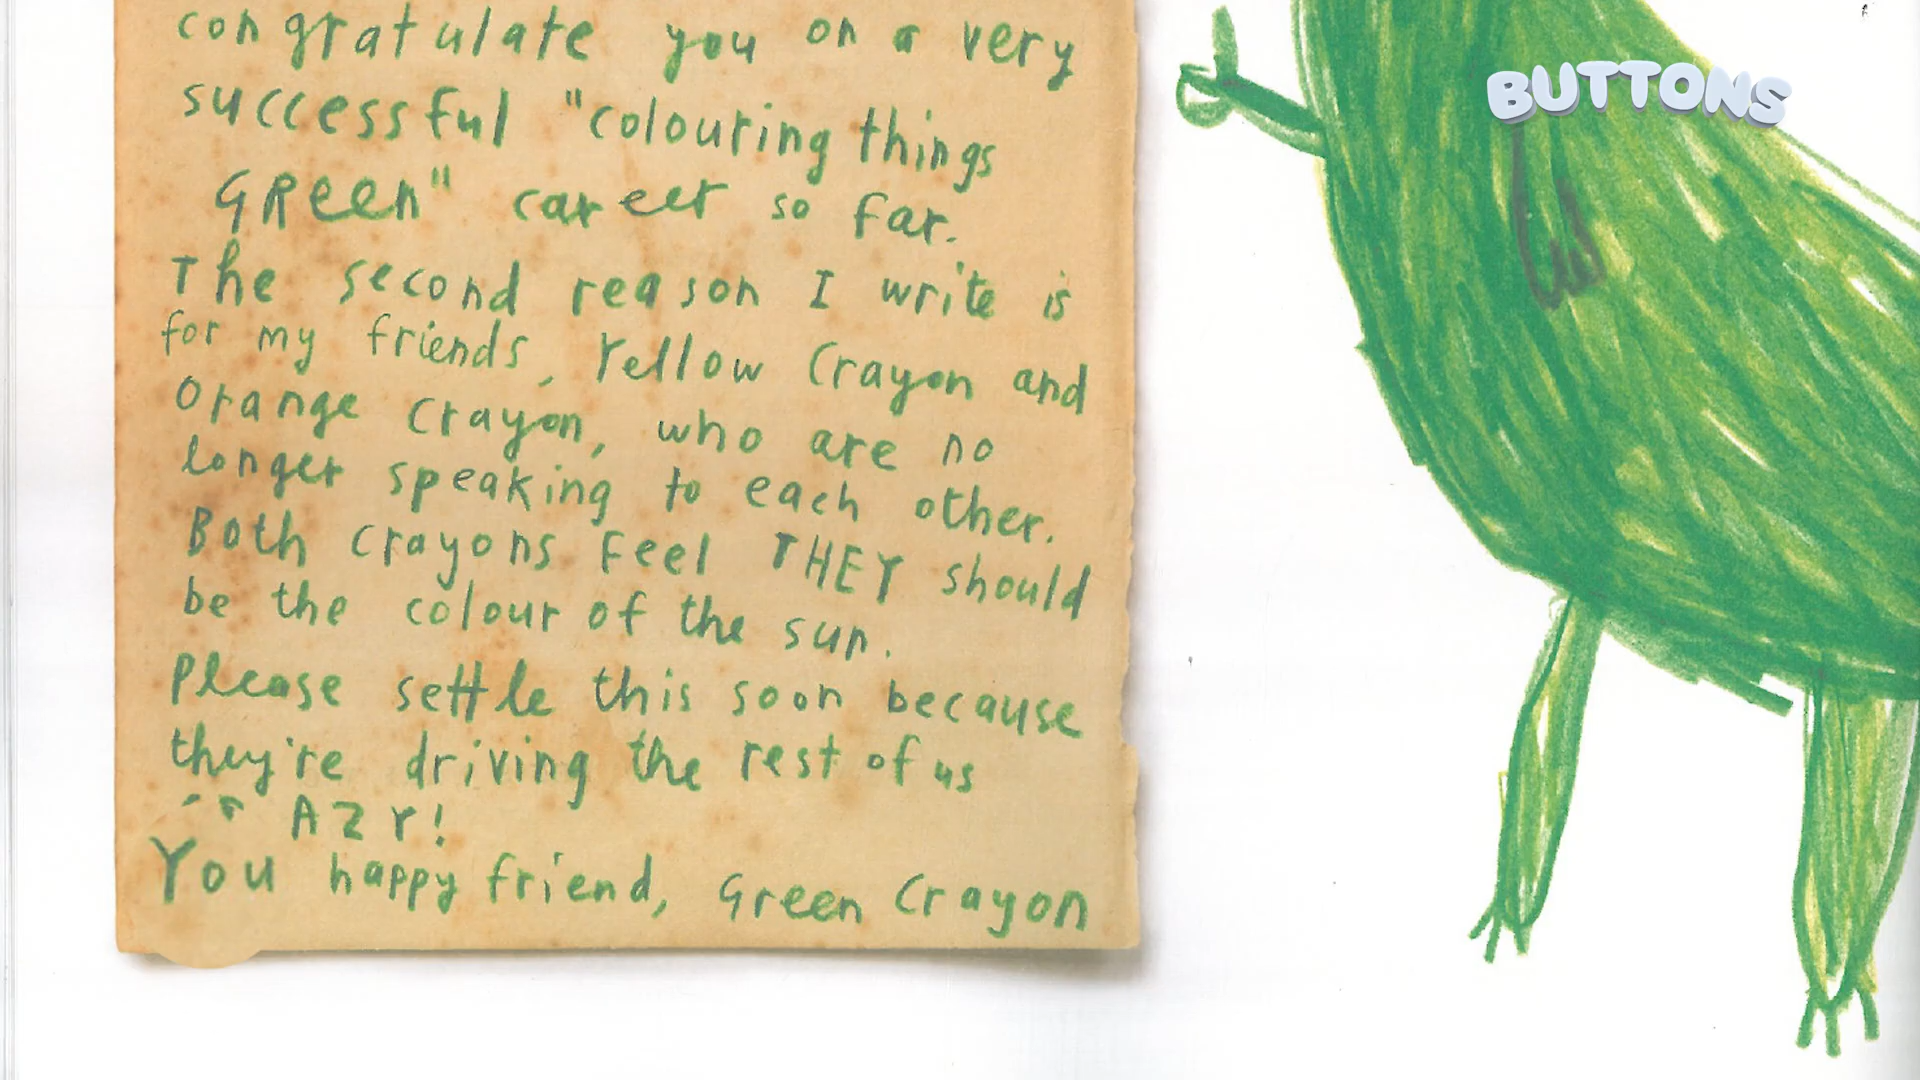 congratulate you on a very
successful "colouring things
GReen" career so far.
The second reason I write is
for my friends, Yellow Crayon and
Orange Crayon, who are no
longer speaking to each other.
Both crayons feel THEY should
be the colour of the sun.
Please settle this soon because
they're driving the rest of us
AZY!
You happy friend, Green Crayon
BUTTONS